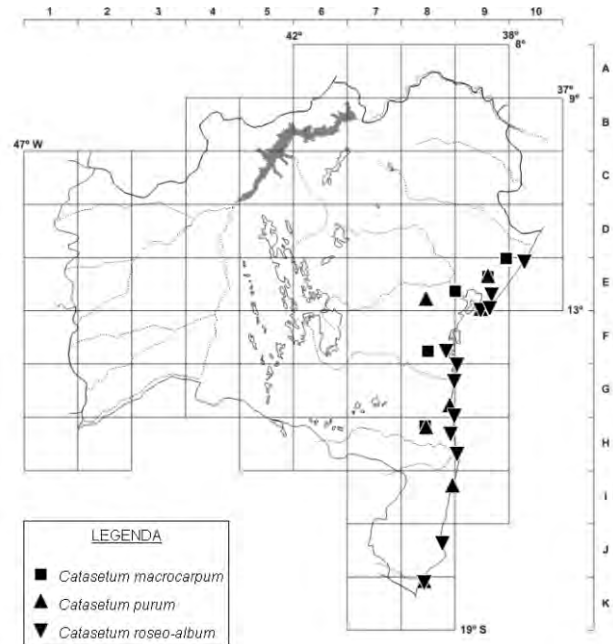 1 2 3 4 5 6 7 8 9 10
42° 38°
8°
A
37°
9°
B
47° W
C
D
E
13°
F
G
H
I
J
K
19° S
LEGENDA
Catasetum macrocarpum
Catasetum purum
Catasetum roseo-album